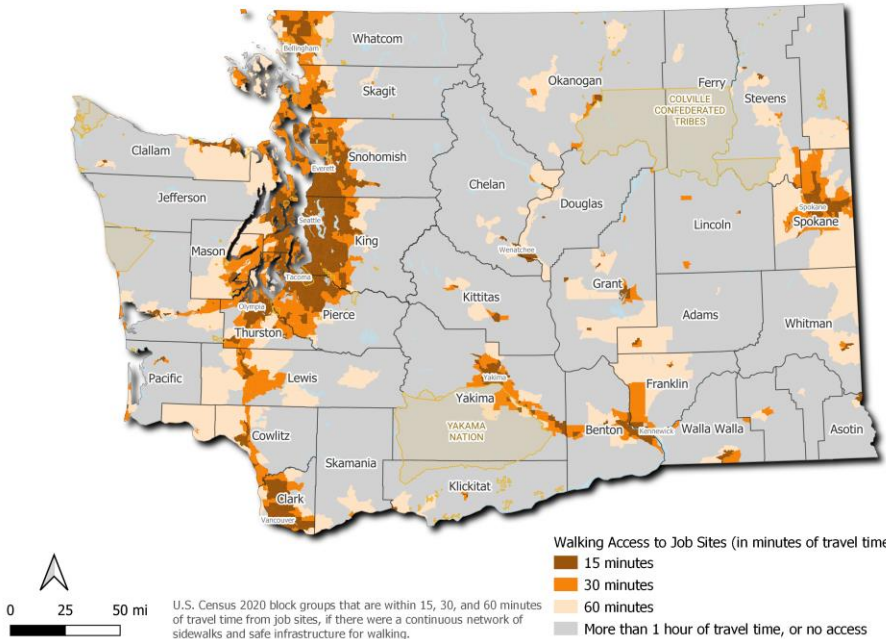 Whatcom
Bellingham
Skagit
Okanogan
Ferry
Stevens
COLVILLE
CONFEDERATED
TRIBES
Clallam
Snohomish
Everett
Chelan
Jefferson
Douglas
Seattle
Lincoln
Spokane
Spokane
King
Mason
Wenatchee
Tacoma
Grant
Kittitas
Olympia
Pierce
Adams
Whitman
Thurston
Pacific
Lewis
Yakima
Yakima
Franklin
YAKAMA
NATION
Benton
Kennewick
Walla Walla
Asotin
Cowlitz
Skamania
Klickitat
Clark
Vancouver
Walking Access to Job Sites (in minutes of travel time
15 minutes
30 minutes
60 minutes
More than 1 hour of travel time, or no access
0 25 50 mi
U.S. Census 2020 block groups that are within 15, 30, and 60 minutes
of travel time from job sites, if there were a continuous network of
sidewalks and safe infrastructure for walking.